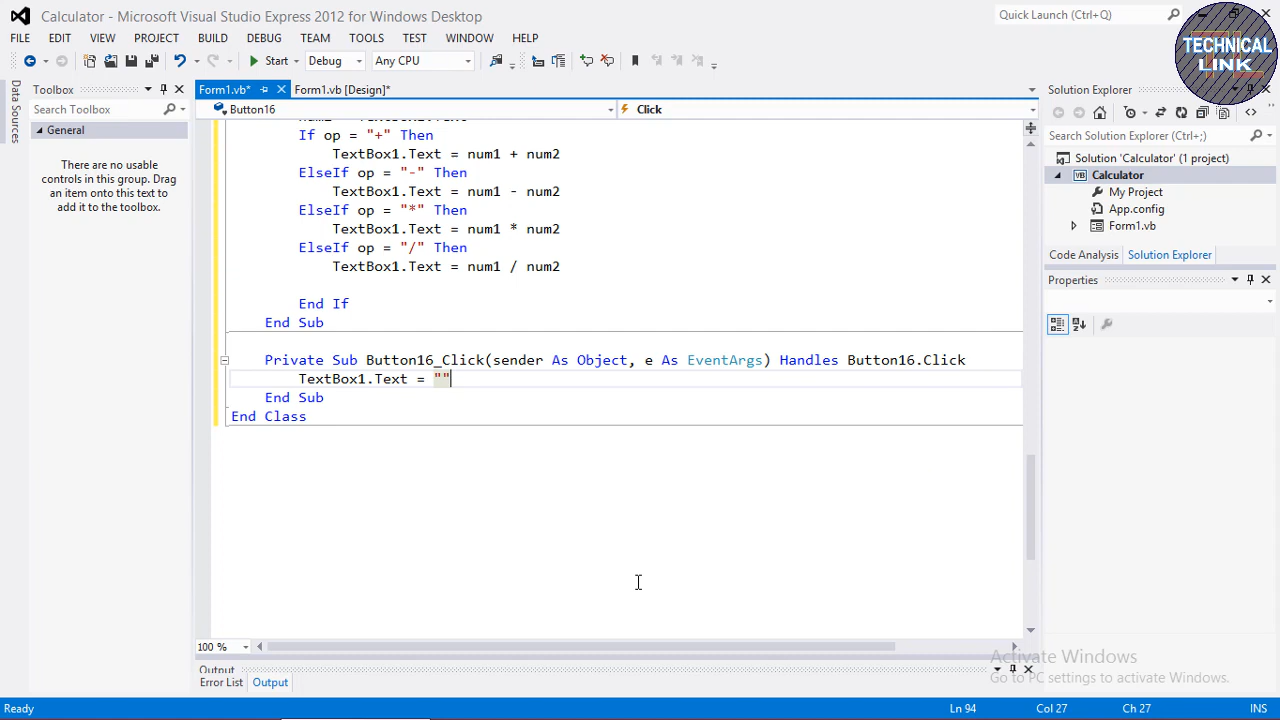 Calculator - Microsoft Visual Studio Express 2012 for Windows Desktop
Quick Launch (Ctrl+Q)
FILE EDIT VIEW PROJECT BUILD DEBUG TEAM TOOLS TEST WINDOW HELP
TECHNICAL
LINK
Start Debug Any CPU
Toolbox
Form1.vb* Form1.vb [Design]*
Solution Explorer
Data Sources
Search Toolbox
Button16 Click
General
Search Solution Explorer (Ctrl+;)
There are no usable
controls in this group. Drag
an item onto this text to
add it to the toolbox.
If op = "+" Then
TextBox1.Text = num1 + num2
ElseIf op = "-" Then
TextBox1.Text = num1 - num2
ElseIf op = "*" Then
TextBox1.Text = num1 * num2
ElseIf op = "/" Then
TextBox1.Text = num1 / num2
End If
End Sub
Private Sub Button16_Click(sender As Object, e As EventArgs) Handles Button16.Click
TextBox1.Text = ""
End Sub
End Class
Solution 'Calculator' (1 project)
VB Calculator
My Project
App.config
Form1.vb
Code Analysis Solution Explorer
Properties
100 %
Output
Error List Output
Activate Windows
Go to PC settings to activate Windows.
Ready Ln 94 Col 27 Ch 27 INS